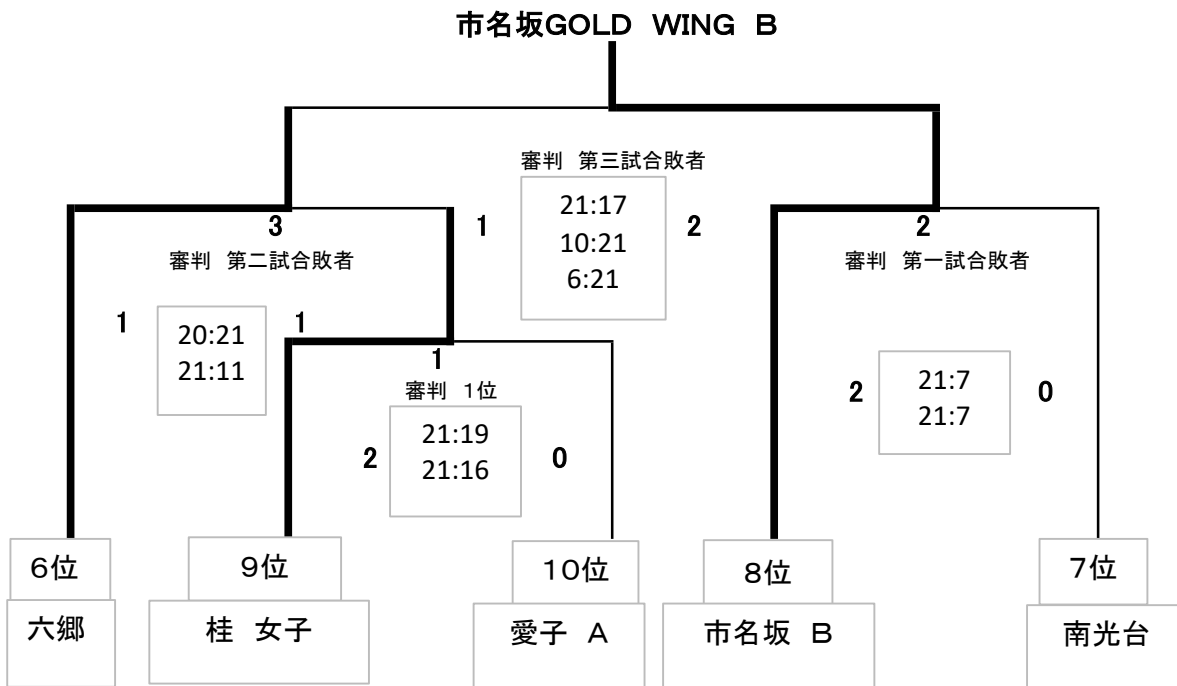 市名坂GOLD　WING　B
審判　第三試合敗者
21:17
10:21
6:21
1
2
3
審判　第二試合敗者
2
審判　第一試合敗者
1
20:21
21:11
1
1
審判　1位
21:19
21:16
2
0
21:7
21:7
2
0
6位
9位
10位
8位
7位
六郷
桂　女子
愛子　A
市名坂　B
南光台